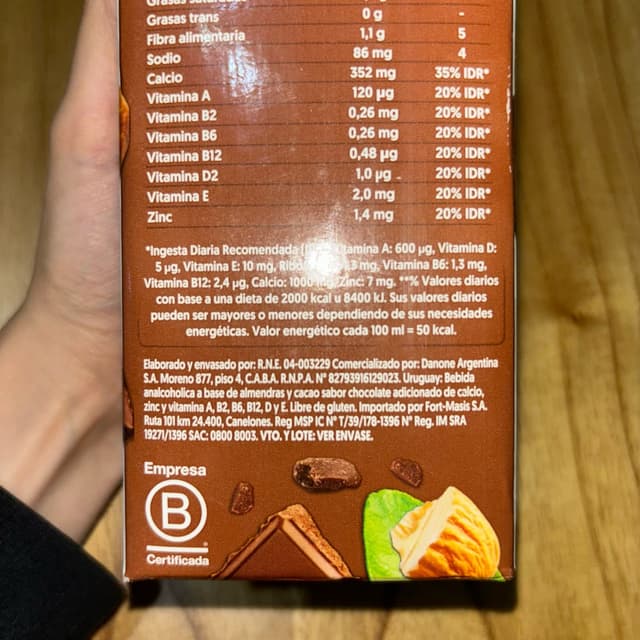 Grasas saturadas
Grasas trans 0 g -
Fibra alimentaria 1,1 g 5
Sodio 86 mg 4
Calcio 352 mg 35% IDR*
Vitamina A 120 µg 20% IDR*
Vitamina B2 0,26 mg 20% IDR*
Vitamina B6 0,26 mg 20% IDR*
Vitamina B12 0,48 µg 20% IDR*
Vitamina D2 1,0 µg 20% IDR*
Vitamina E 2,0 mg 20% IDR*
Zinc 1,4 mg 20% IDR*
*Ingesta Diaria Recomendada Vitamina A: 600 µg, Vitamina D:
5 µg, Vitamina E: 10 mg, mg, Vitamina B6: 1,3 mg,
Vitamina B12: 2,4 µg, Calcio: 1000 mg, Zinc: 7 mg. **% Valores diarios
con base a una dieta de 2000 kcal u 8400 kJ. Sus valores diarios
pueden ser mayores o menores dependiendo de sus necesidades
energéticas. Valor energético cada 100 ml = 50 kcal.
Elaborado y envasado por: R.N.E. 04-003229 Comercializado por: Danone Argentina
S.A. Moreno 877, piso 4, C.A.B.A. R.N.P.A. N° 82793916129023. Uruguay: Bebida
analcoholica a base de almendras y cacao sabor chocolate adicionado de calcio,
zinc y vitamina A, B2, B6, B12, D y E. Libre de gluten. Importado por Fort-Masis S.A.
Ruta 101 km 24.400, Canelones. Reg MSP IC N° T/39/178-1396 N° Reg. IM SRA
19271/1396 SAC: 0800 8003. VTO. Y LOTE: VER ENVASE.
Empresa
B
Certificada